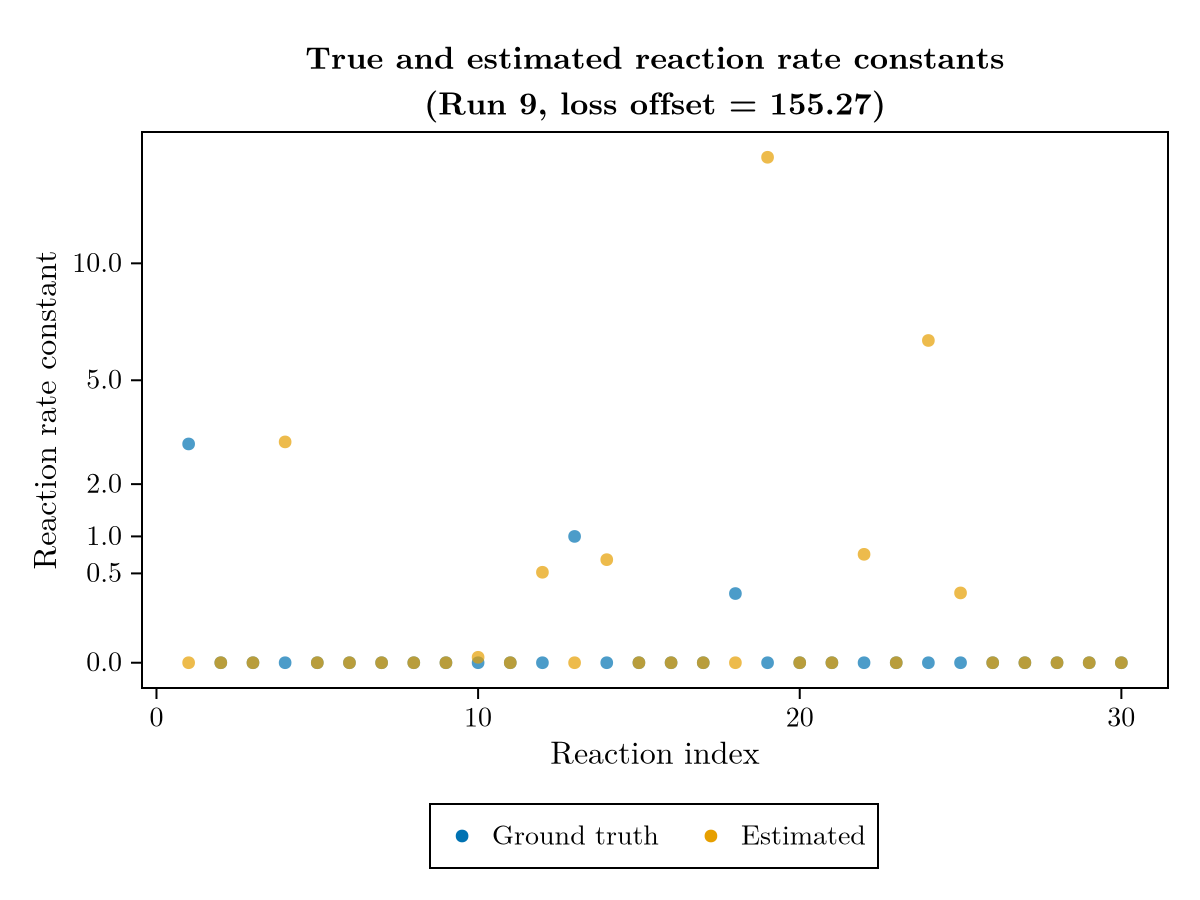 True and estimated reaction rate constants
(Run 9, loss offset = 155.27)
Reaction rate constant
10.0
5.0
2.0
1.0
0.5
0.0
0 10 20 30
Reaction index
Ground truth Estimated